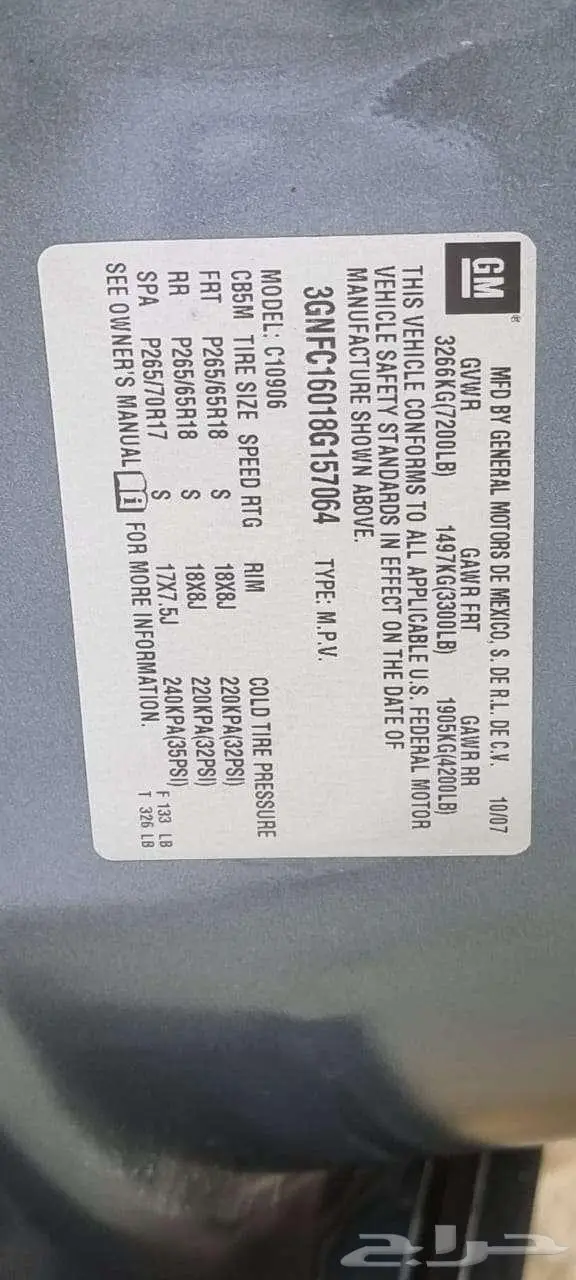 GM®
MFD BY GENERAL MOTORS DE MEXICO, S. DE R.L. DE C.V. 10/07
GVWR GAWR FRT GAWR RR
3266KG(7200LB) 1497KG(3300LB) 1905KG(4200LB)
THIS VEHICLE CONFORMS TO ALL APPLICABLE U.S. FEDERAL MOTOR
VEHICLE SAFETY STANDARDS IN EFFECT ON THE DATE OF
MANUFACTURE SHOWN ABOVE.
3GNFC16018G157064 TYPE: M.P.V.
MODEL: C10906
CB5M TIRE SIZE SPEED RTG RIM COLD TIRE PRESSURE
FRT P265/65R18 S 18X8J 220KPA(32PSI)
RR P265/65R18 S 18X8J 220KPA(32PSI)
SPA P265/70R17 S 17X7.5J 240KPA(35PSI) F 133 LB
SEE OWNER'S MANUAL i FOR MORE INFORMATION. T 326 LB
حراج